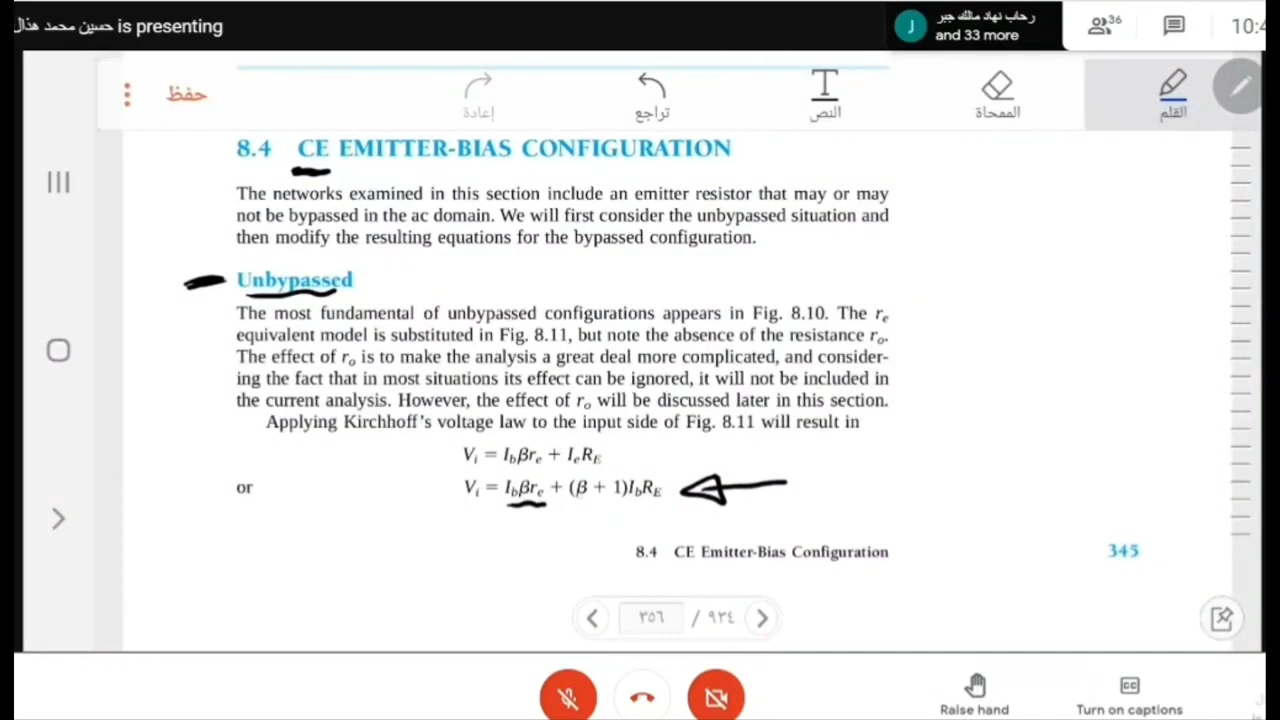 حسين محمد هذال is presenting
رحاب نهاد مالك جبر
J
and 33 more
36
10:4
حفظ
إعادة
تراجع
النص
الممحاة
القلم
8.4 CE EMITTER-BIAS CONFIGURATION
The networks examined in this section include an emitter resistor that may or may
not be bypassed in the ac domain. We will first consider the unbypassed situation and
then modify the resulting equations for the bypassed configuration.
Unbypassed
The most fundamental of unbypassed configurations appears in Fig. 8.10. The re
equivalent model is substituted in Fig. 8.11, but note the absence of the resistance ro.
The effect of ro is to make the analysis a great deal more complicated, and consider-
ing the fact that in most situations its effect can be ignored, it will not be included in
the current analysis. However, the effect of ro will be discussed later in this section.
Applying Kirchhoff's voltage law to the input side of Fig. 8.11 will result in
Vi = Ibβre + IeRE
or Vi = Ibβre + (β + 1)IbRE
8.4 CE Emitter-Bias Configuration 345
٣٥٦ / ٩٣٤
Raise hand
Turn on captions